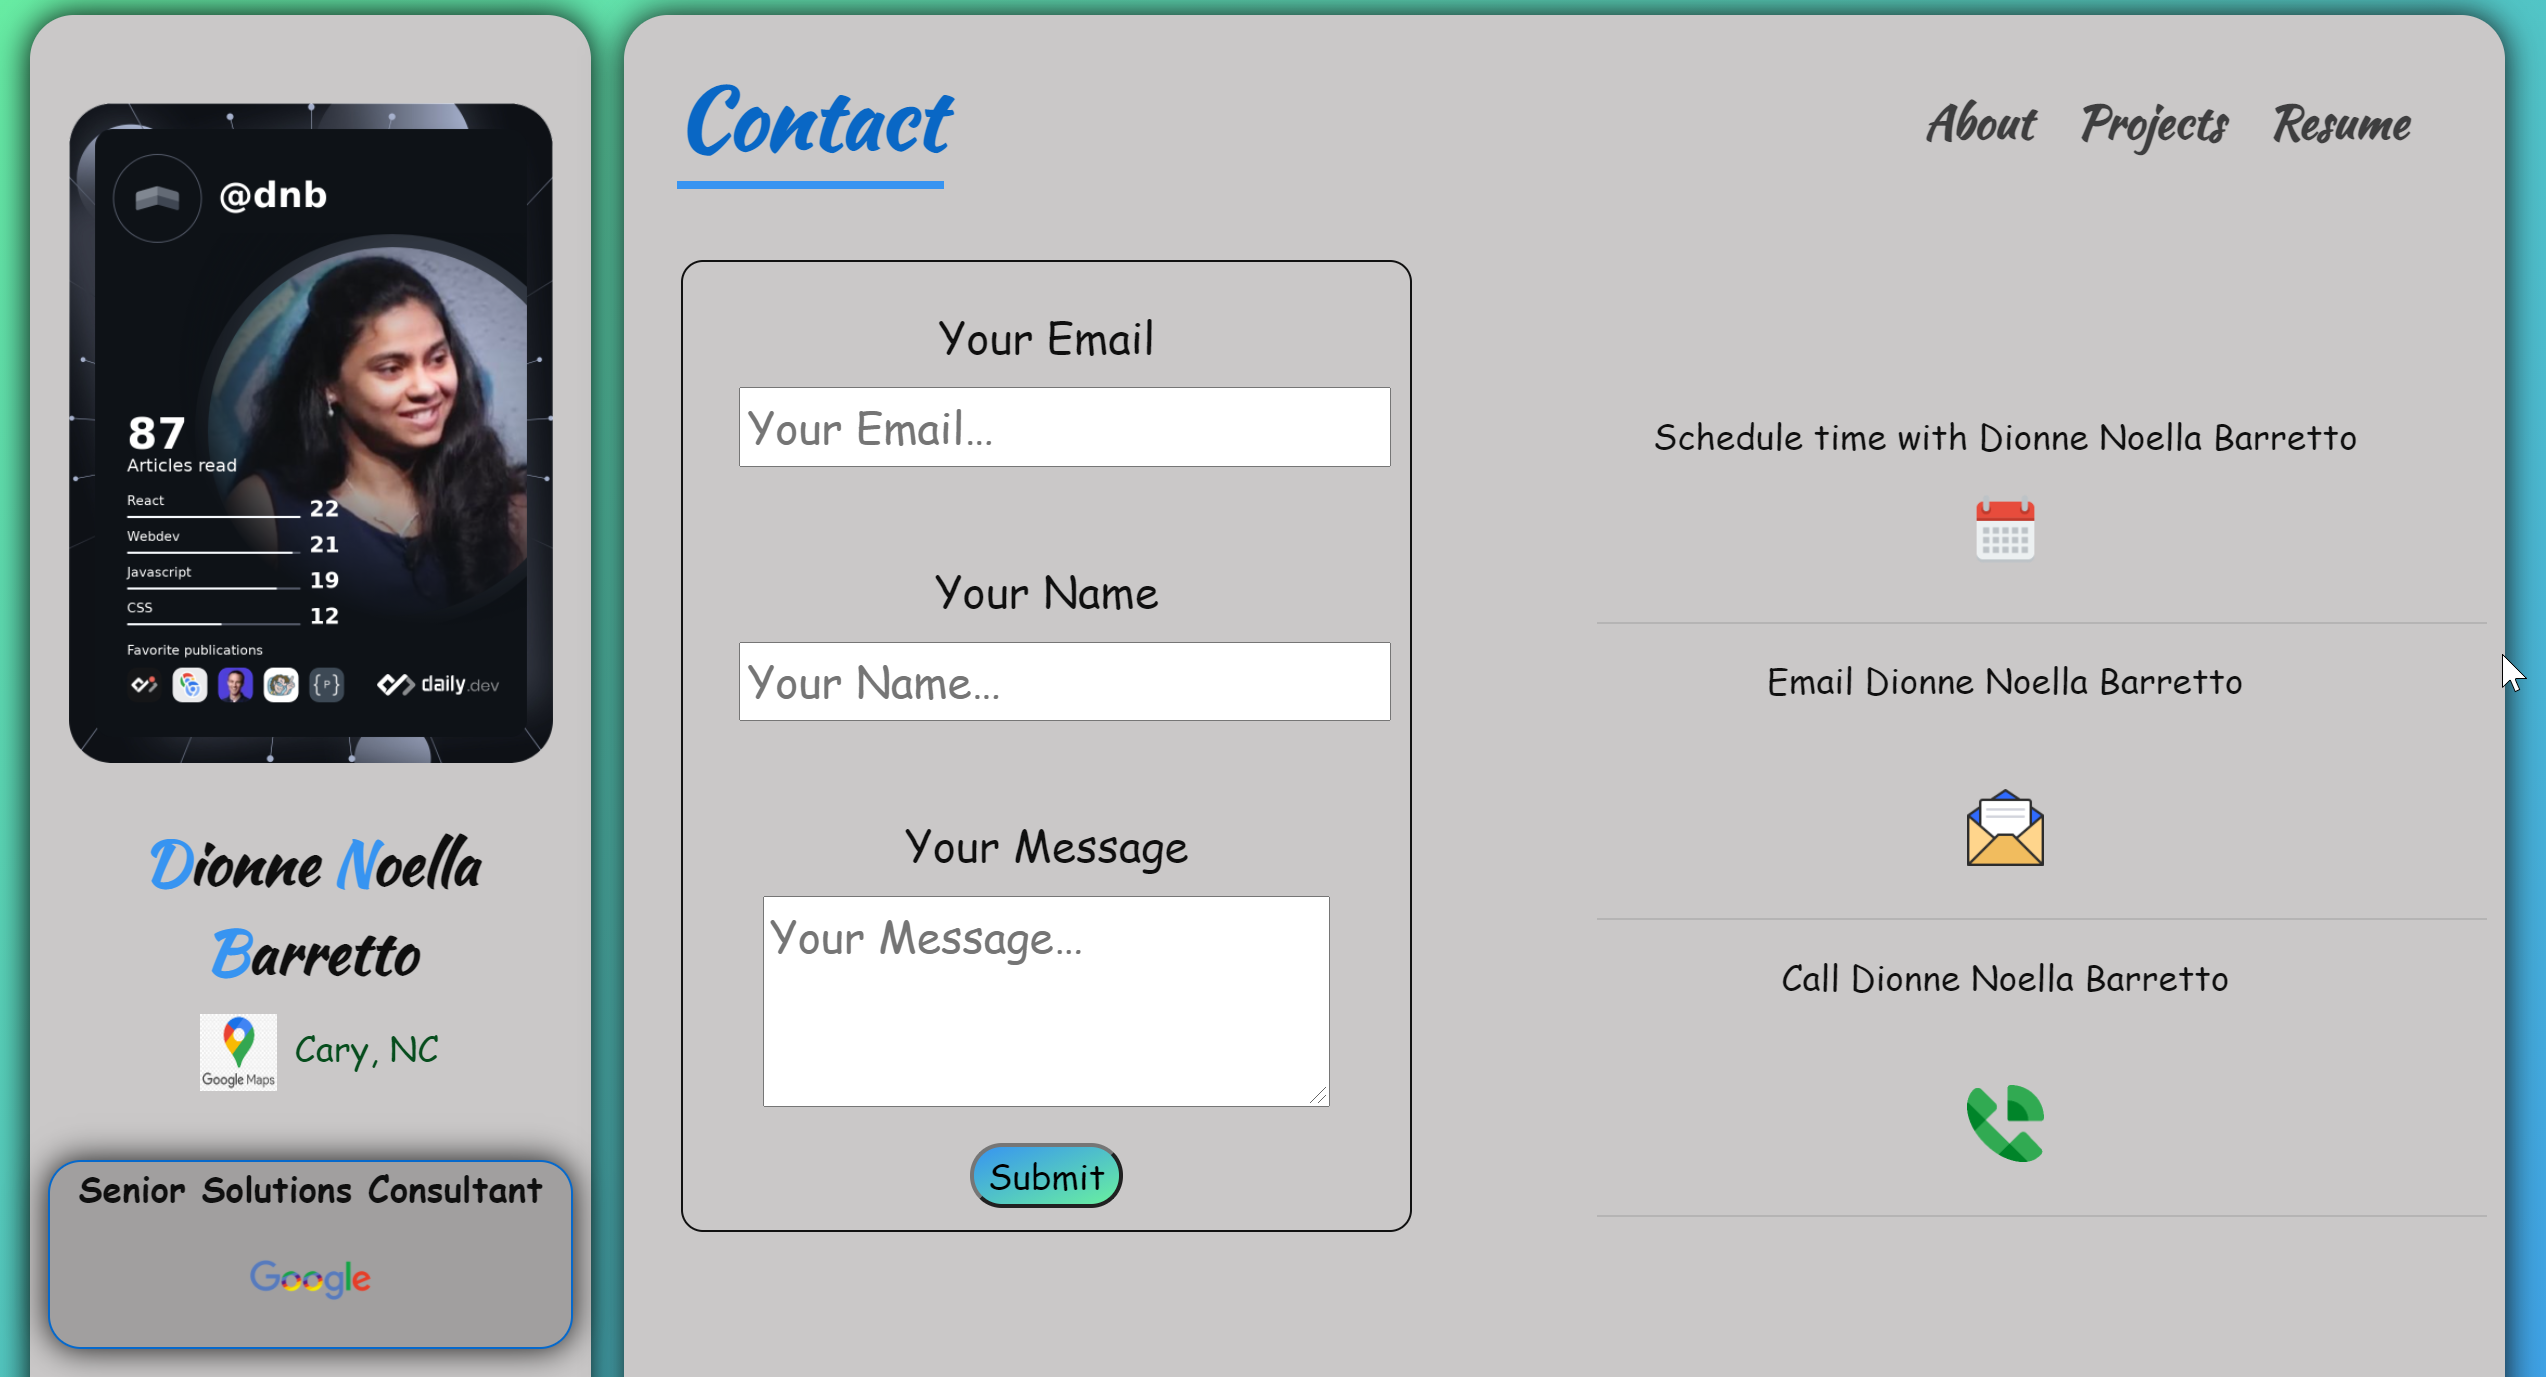 @dnb
87
Articles read
React 22
Webdev 21
Javascript 19
CSS 12
Favorite publications
{P}
daily.dev
Dionne Noella
Barretto
Google Maps
Cary, NC
Senior Solutions Consultant
Google
Contact
About Projects Resume
Your Email
Your Email...
Your Name
Your Name...
Your Message
Your Message...
Submit
Schedule time with Dionne Noella Barretto
Email Dionne Noella Barretto
Call Dionne Noella Barretto